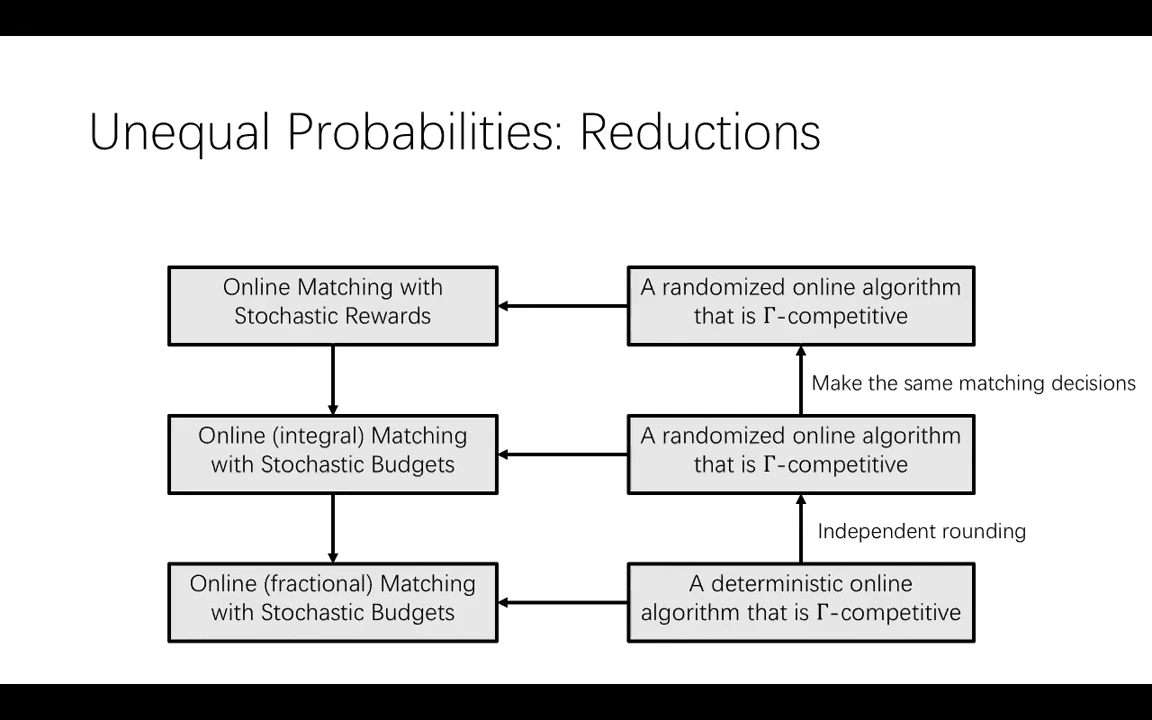 Unequal Probabilities: Reductions
Online Matching with
Stochastic Rewards
A randomized online algorithm
that is Γ-competitive
Make the same matching decisions
Online (integral) Matching
with Stochastic Budgets
A randomized online algorithm
that is Γ-competitive
Independent rounding
Online (fractional) Matching
with Stochastic Budgets
A deterministic online
algorithm that is Γ-competitive